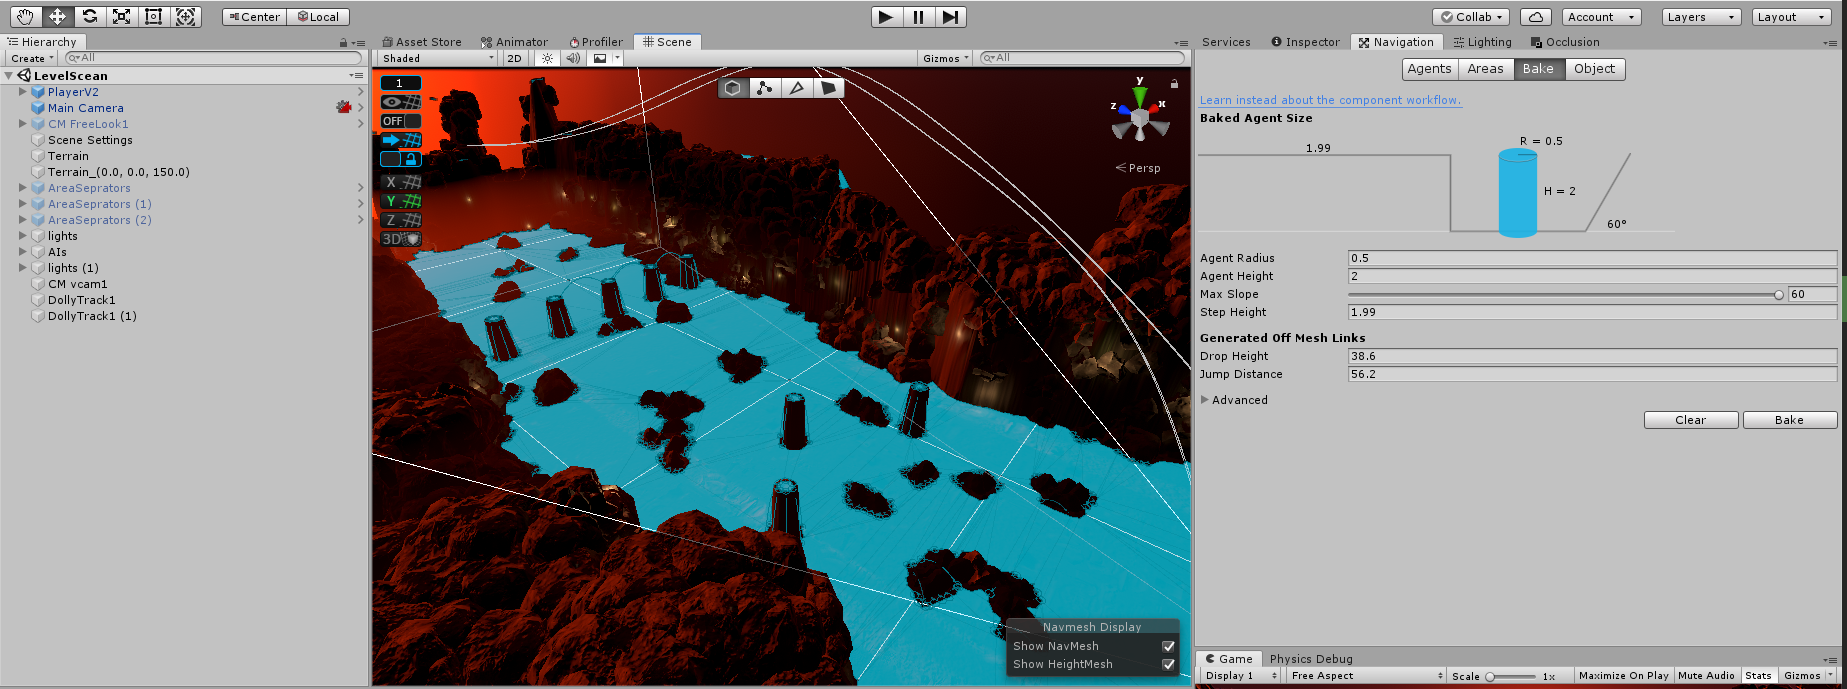 Center Local
Collab Account Layers Layout
Hierarchy
Asset Store Animator Profiler Scene
Services Inspector Navigation Lighting Occlusion
Create All
Shaded 2D Gizmos All
Agents Areas Bake Object
LevelScean
PlayerV2
Main Camera
CM FreeLook1
Scene Settings
Terrain
Terrain_(0.0, 0.0, 150.0)
AreaSeprators
AreaSeprators (1)
AreaSeprators (2)
lights
AIs
lights (1)
CM vcam1
DollyTrack1
DollyTrack1 (1)
1
OFF
X
Y
Z
3D
y
z x
Persp
Navmesh Display
Show NavMesh
Show HeightMesh
Learn instead about the component workflow.
Baked Agent Size
R = 0.5
1.99
H = 2
60°
Agent Radius 0.5
Agent Height 2
Max Slope 60
Step Height 1.99
Generated Off Mesh Links
Drop Height 38.6
Jump Distance 56.2
Advanced
Clear Bake
Game Physics Debug
Display 1 Free Aspect Scale 1x Maximize On Play Mute Audio Stats Gizmos